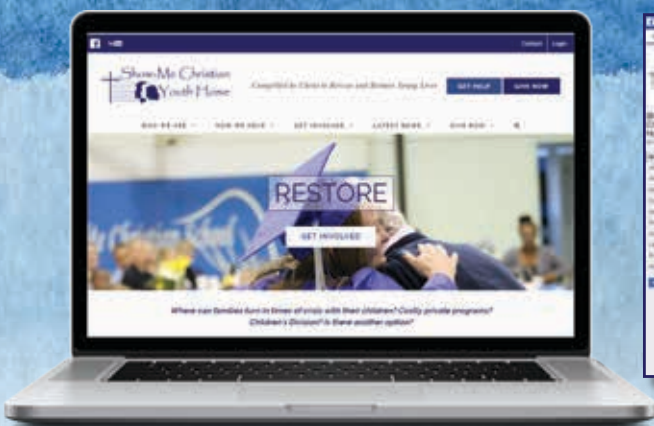 Contact Login
Show-Me Christian
Youth Home
Compelled by Christ to Rescue and Restore Young Lives
GET HELP
GIVE NOW
WHO WE ARE
HOW WE HELP
GET INVOLVED
LATEST NEWS
GIVE NOW
Christian School
RESTORE
GET INVOLVED
Where can families turn in times of crisis with their children? Costly private programs?
Children's Division? Is there another option?